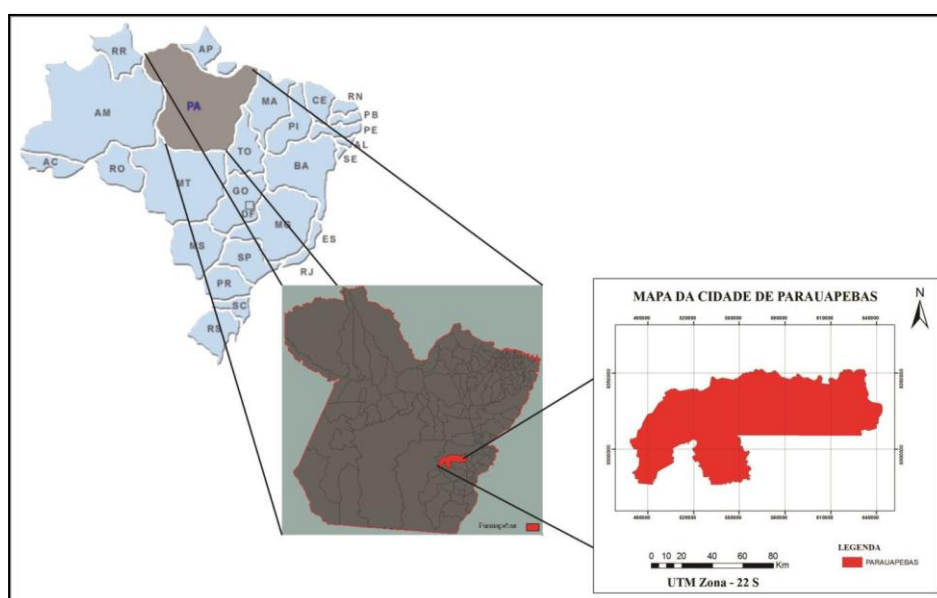 RR
AP
AM
PA
MA
CE
RN
PB
PE
AL
SE
PI
AC
RO
TO
BA
MT
GO
DF
MG
ES
MS
SP
RJ
PR
SC
RS
Parauapebas
MAPA DA CIDADE DE PARAUAPEBAS
N
LEGENDA
PARAUAPEBAS
0 5 10 20 40 60 80
Km
UTM Zona - 22 S